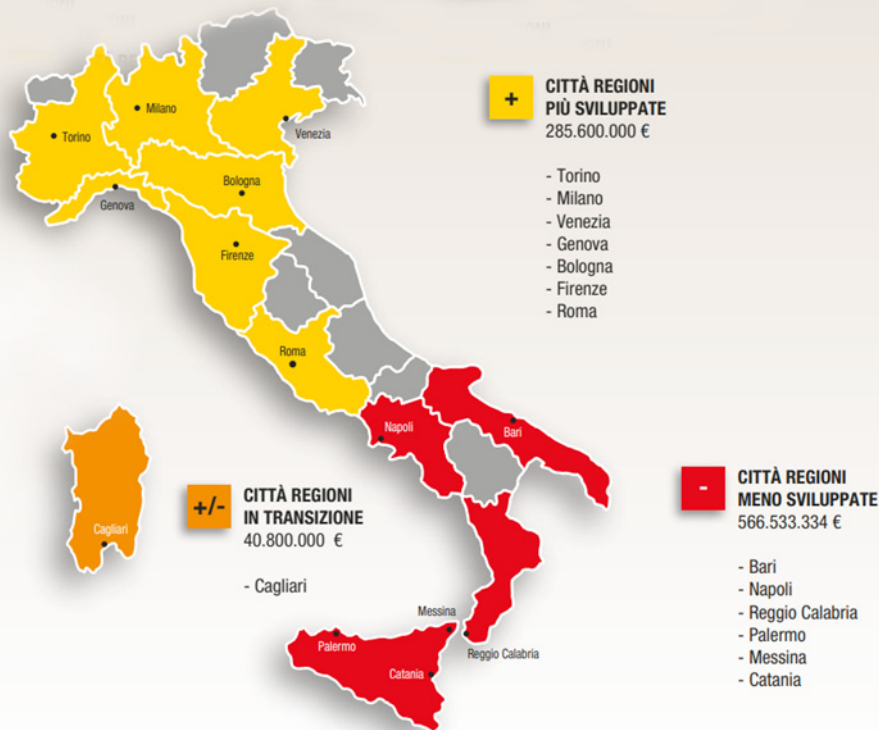 Torino
Milano
Venezia
Genova
Bologna
Firenze
Roma
Napoli
Bari
Cagliari
Messina
Palermo
Reggio Calabria
Catania
+
CITTÀ REGIONI
PIÙ SVILUPPATE
285.600.000 €
- Torino
- Milano
- Venezia
- Genova
- Bologna
- Firenze
- Roma
+/-
CITTÀ REGIONI
IN TRANSIZIONE
40.800.000 €
- Cagliari
-
CITTÀ REGIONI
MENO SVILUPPATE
566.533.334 €
- Bari
- Napoli
- Reggio Calabria
- Palermo
- Messina
- Catania